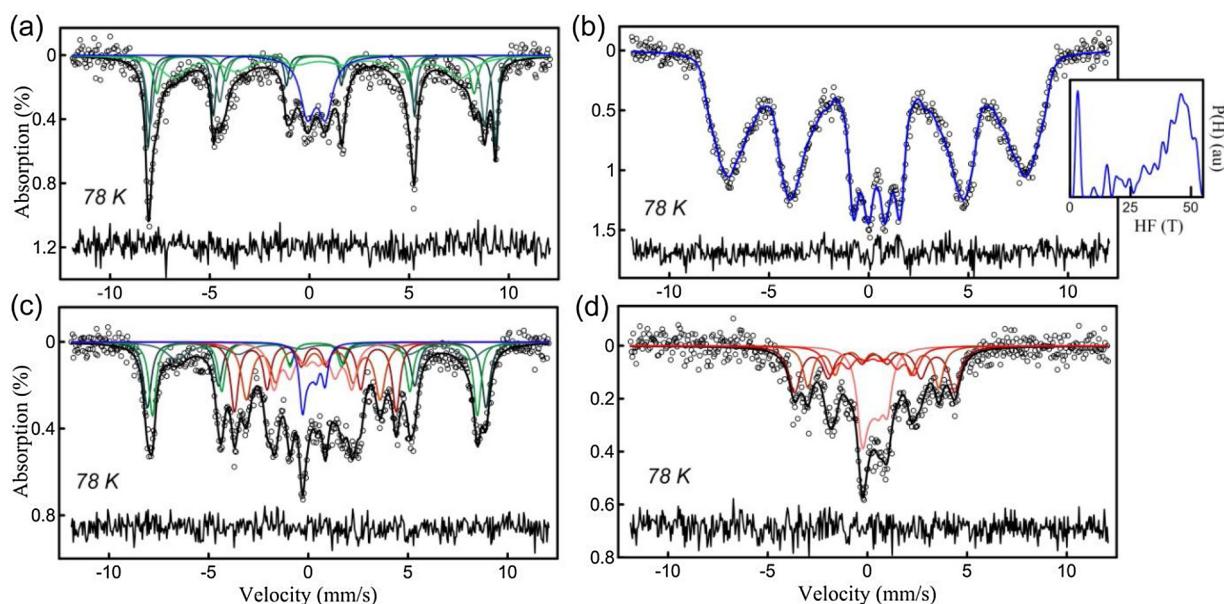 (a)
Absorption (%)
0
0.4
0.8
1.2
78 K
-10 -5 0 5 10
(b)
0
0.5
1
1.5
78 K
-10 -5 0 5 10
P(H) (au)
0 25 50
HF (T)
(c)
Absorption (%)
0
0.4
0.8
78 K
-10 -5 0 5 10
Velocity (mm/s)
(d)
0
0.2
0.4
0.6
0.8
78 K
-10 -5 0 5 10
Velocity (mm/s)